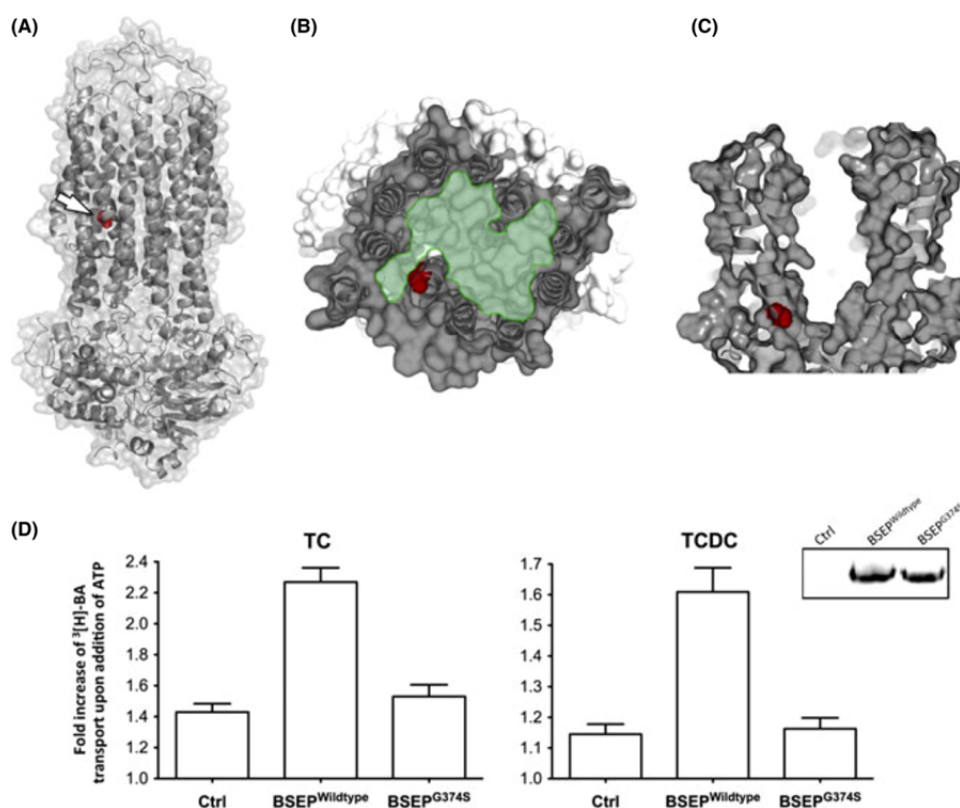 (A)
(B)
(C)
(D)
TC
2.4
2.2
2.0
1.8
1.6
1.4
1.2
1.0
Fold increase of ³[H]-BA
transport upon addition of ATP
Ctrl
BSEPWildtype
BSEPG374S
TCDC
1.7
1.6
1.5
1.4
1.3
1.2
1.1
1.0
Ctrl
BSEPWildtype
BSEPG374S
Ctrl
BSEPWildtype
BSEPG374S